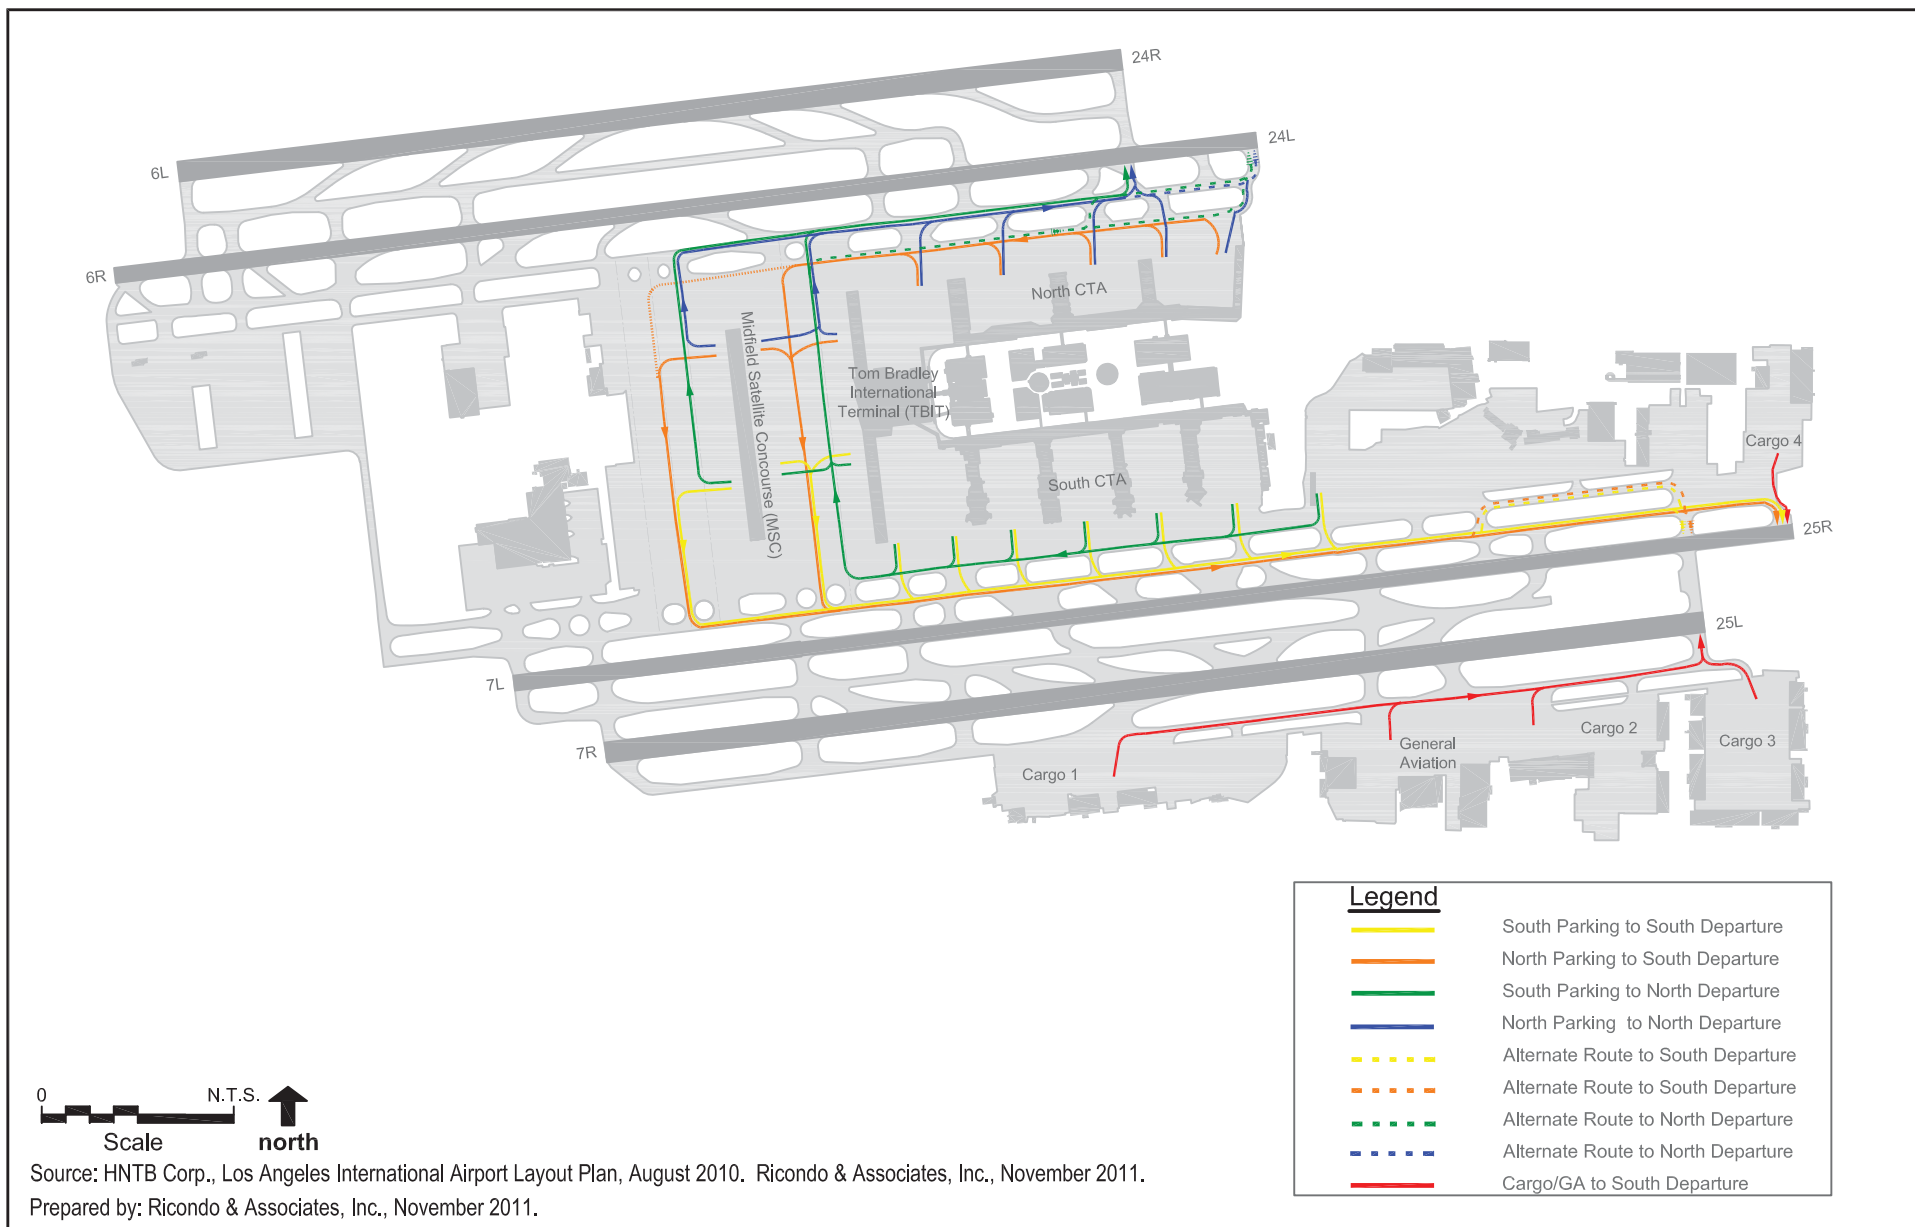 24R
24L
6L
6R
North CTA
Midfield Satellite Concourse (MSC)
Tom Bradley
International
Terminal (TBIT)
Cargo 4
South CTA
25R
25L
7L
7R
Cargo 2
General
Aviation
Cargo 3
Cargo 1
Legend
South Parking to South Departure
North Parking to South Departure
South Parking to North Departure
North Parking to North Departure
Alternate Route to South Departure
Alternate Route to South Departure
Alternate Route to North Departure
Alternate Route to North Departure
Cargo/GA to South Departure
0 N.T.S.
Scale north
Source: HNTB Corp., Los Angeles International Airport Layout Plan, August 2010. Ricondo & Associates, Inc., November 2011.
Prepared by: Ricondo & Associates, Inc., November 2011.